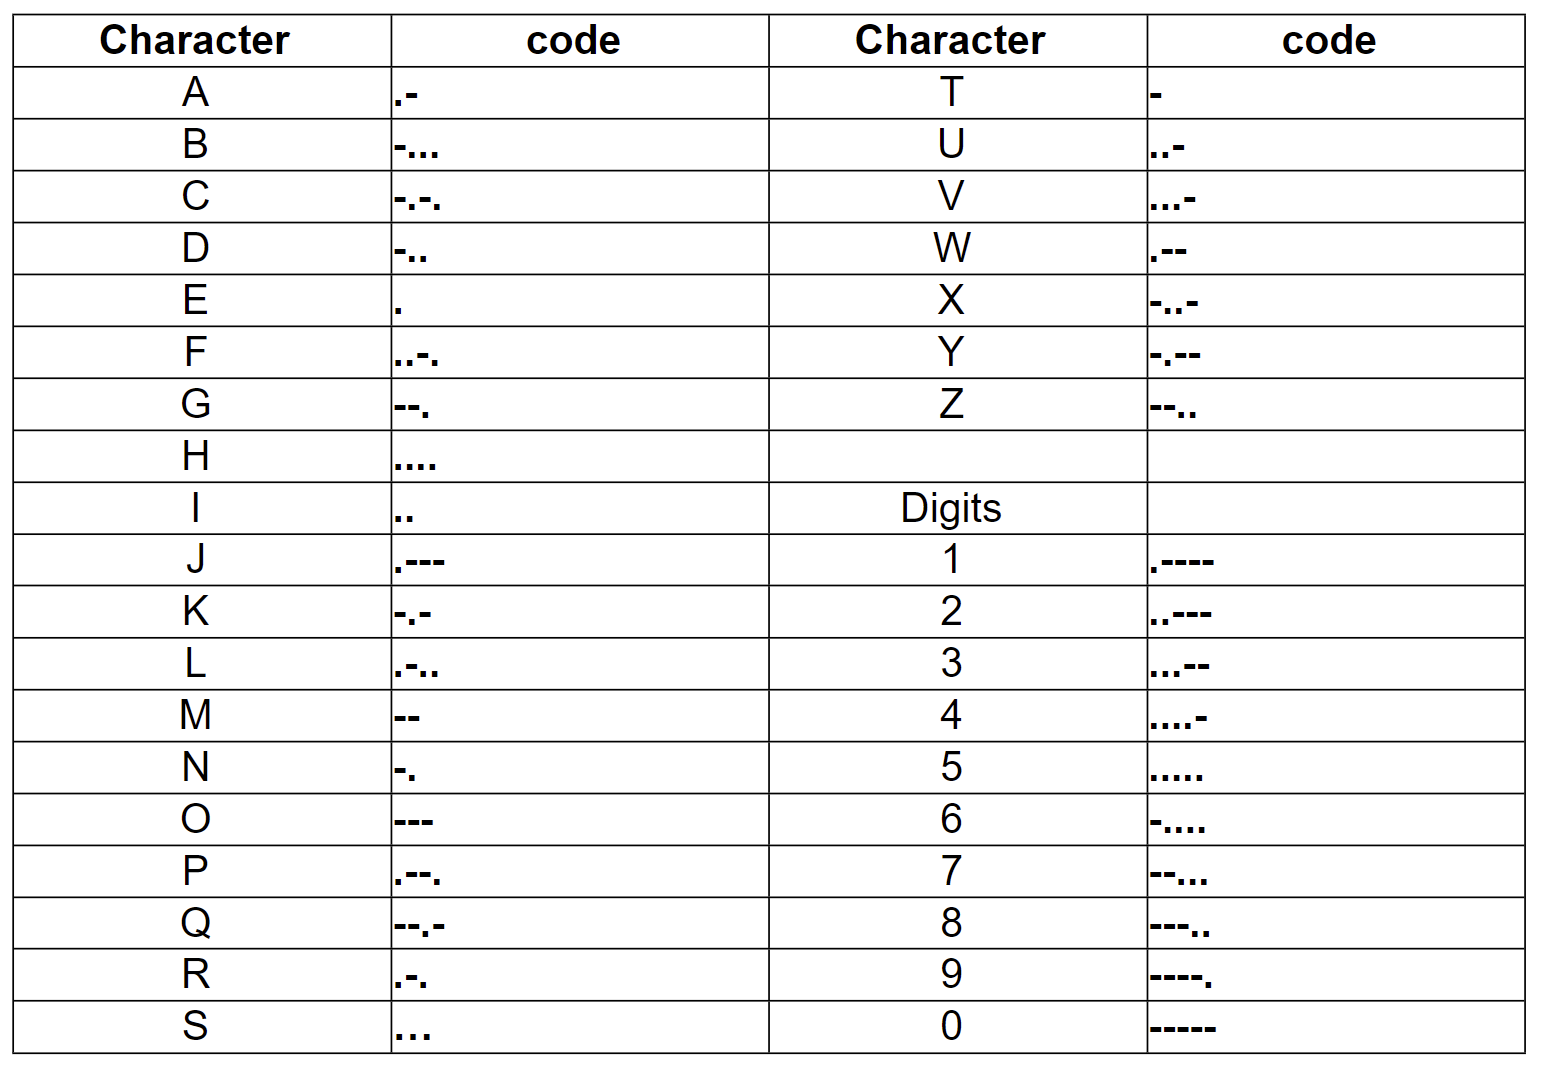 Character code Character code
A .- T -
B -... U ..-
C -.-. V ...-
D -.. W .--
E . X -..-
F ..-. Y -.--
G --. Z --..
H ....
I .. Digits
J .--- 1 .----
K -.- 2 ..---
L .-.. 3 ...--
M -- 4 ....-
N -. 5 .....
O --- 6 -....
P .--. 7 --...
Q --.- 8 ---..
R .-. 9 ----.
S ... 0 -----